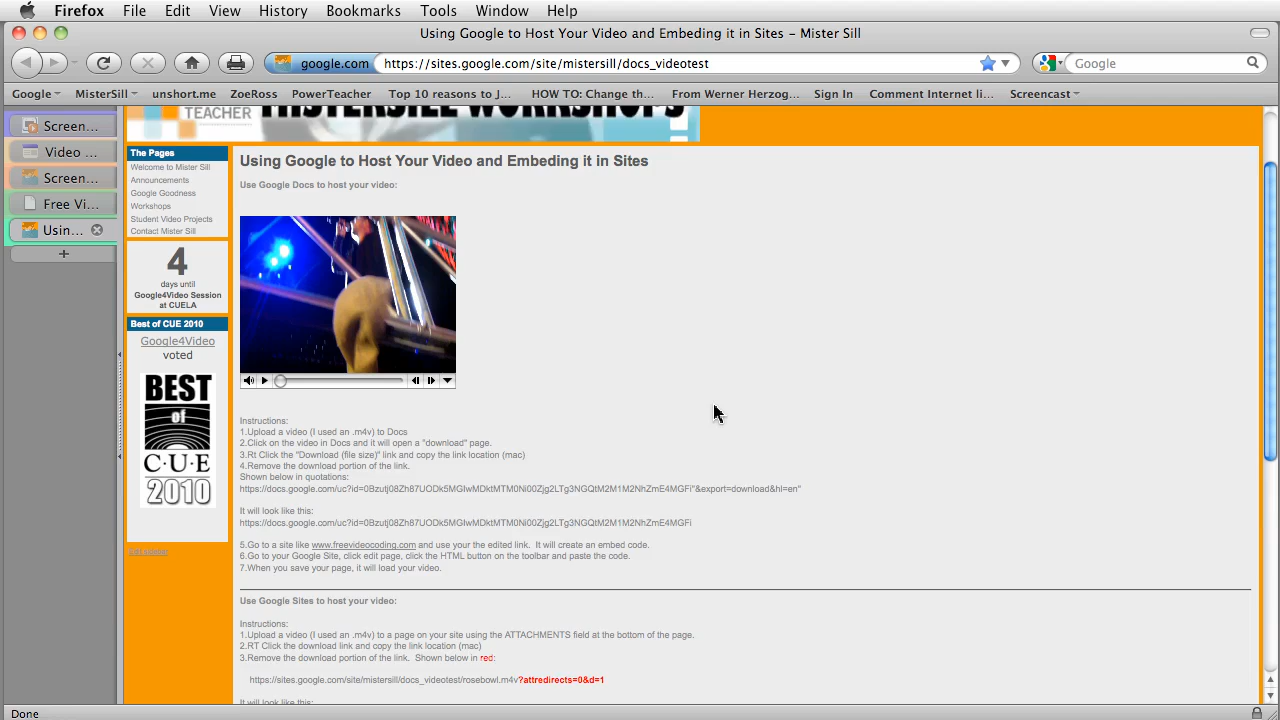 Firefox File Edit View History Bookmarks Tools Window Help
Using Google to Host Your Video and Embeding it in Sites – Mister Sill
google.com https://sites.google.com/site/mistersill/docs_videotest Google
Google MisterSill unshort.me ZoeRoss PowerTeacher Top 10 reasons to J... HOW TO: Change th... From Werner Herzog... Sign In Comment Internet li... Screencast
Screen...
Video ...
Screen...
Free Vi...
Usin...
TEACHER MISTERSILL WORKSHOPS
The Pages
Welcome to Mister Sill
Announcements
Google Goodness
Workshops
Student Video Projects
Contact Mister Sill
4
days until
Google4Video Session
at CUELA
Best of CUE 2010
Google4Video
voted
BEST
of
C·U·E
2010
Using Google to Host Your Video and Embeding it in Sites
Use Google Docs to host your video:
Instructions:
1.Upload a video (I used an .m4v) to Docs
2.Click on the video in Docs and it will open a "download" page.
3.Rt Click the "Download (file size)" link and copy the link location (mac)
4.Remove the download portion of the link.
Shown below in quotations:
https://docs.google.com/uc?id=0Bzutj08Zh87UODk5MGIwMDktMTM0Ni00Zjg2LTg3NGQtM2M1M2NhZmE4MGFi"&export=download&hl=en"
It will look like this:
https://docs.google.com/uc?id=0Bzutj08Zh87UODk5MGIwMDktMTM0Ni00Zjg2LTg3NGQtM2M1M2NhZmE4MGFi
5.Go to a site like www.freevideocoding.com and use your the edited link. It will create an embed code.
6.Go to your Google Site, click edit page, click the HTML button on the toolbar and paste the code.
7.When you save your page, it will load your video.
Use Google Sites to host your video:
Instructions:
1.Upload a video (I used an .m4v) to a page on your site using the ATTACHMENTS field at the bottom of the page.
2.RT Click the download link and copy the link location (mac)
3.Remove the download portion of the link. Shown below in red:
https://sites.google.com/site/mistersill/docs_videotest/rosebowl.m4v?attredirects=0&d=1
It will look like this:
Done